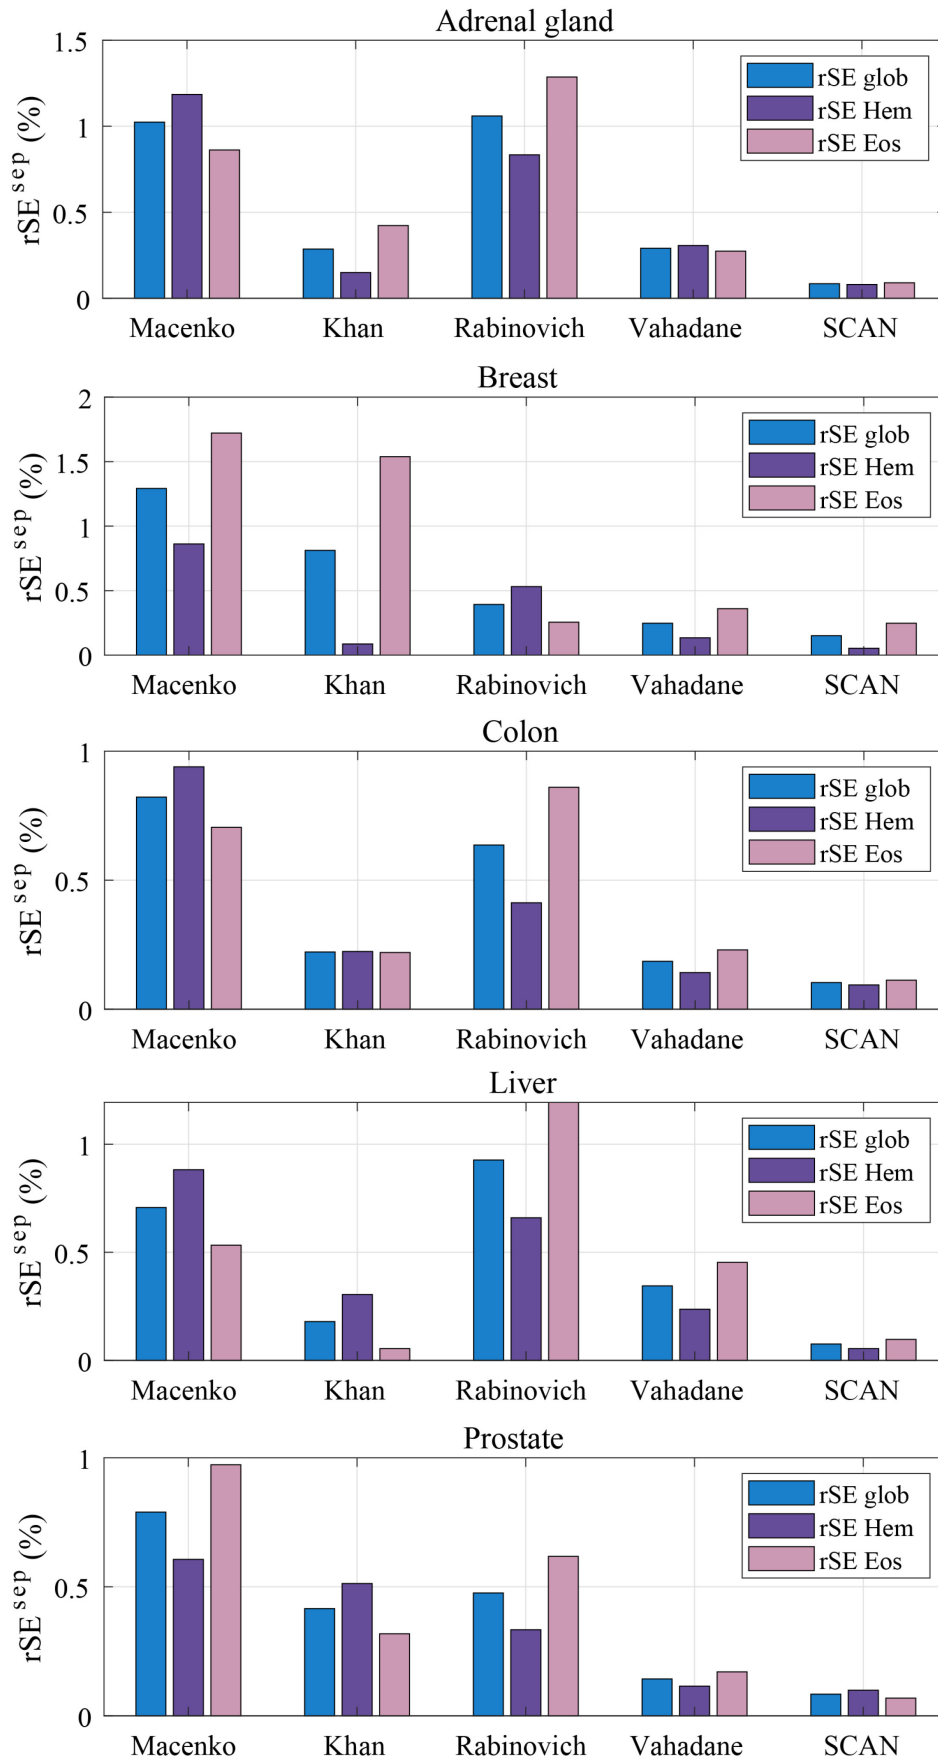 Adrenal gland
1.5
1
0.5
0
rSE sep (%)
rSE glob
rSE Hem
rSE Eos
Macenko Khan Rabinovich Vahadane SCAN
Breast
2
1.5
1
0.5
0
rSE sep (%)
rSE glob
rSE Hem
rSE Eos
Macenko Khan Rabinovich Vahadane SCAN
Colon
1
0.5
0
rSE sep (%)
rSE glob
rSE Hem
rSE Eos
Macenko Khan Rabinovich Vahadane SCAN
Liver
1
0.5
0
rSE sep (%)
rSE glob
rSE Hem
rSE Eos
Macenko Khan Rabinovich Vahadane SCAN
Prostate
1
0.5
0
rSE sep (%)
rSE glob
rSE Hem
rSE Eos
Macenko Khan Rabinovich Vahadane SCAN